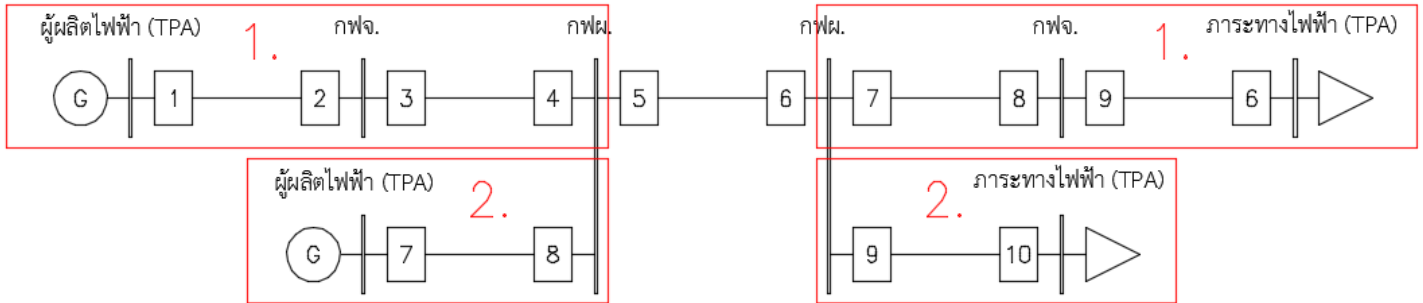 ผู้ผลิตไฟฟ้า (TPA) 1. กฟจ. กฟผ. กฟผ. กฟจ. 1. ภาระทางไฟฟ้า (TPA)
G 1 2 3 4 5 6 7 8 9 6
ผู้ผลิตไฟฟ้า (TPA) 2. 2. ภาระทางไฟฟ้า (TPA)
G 7 8 9 10